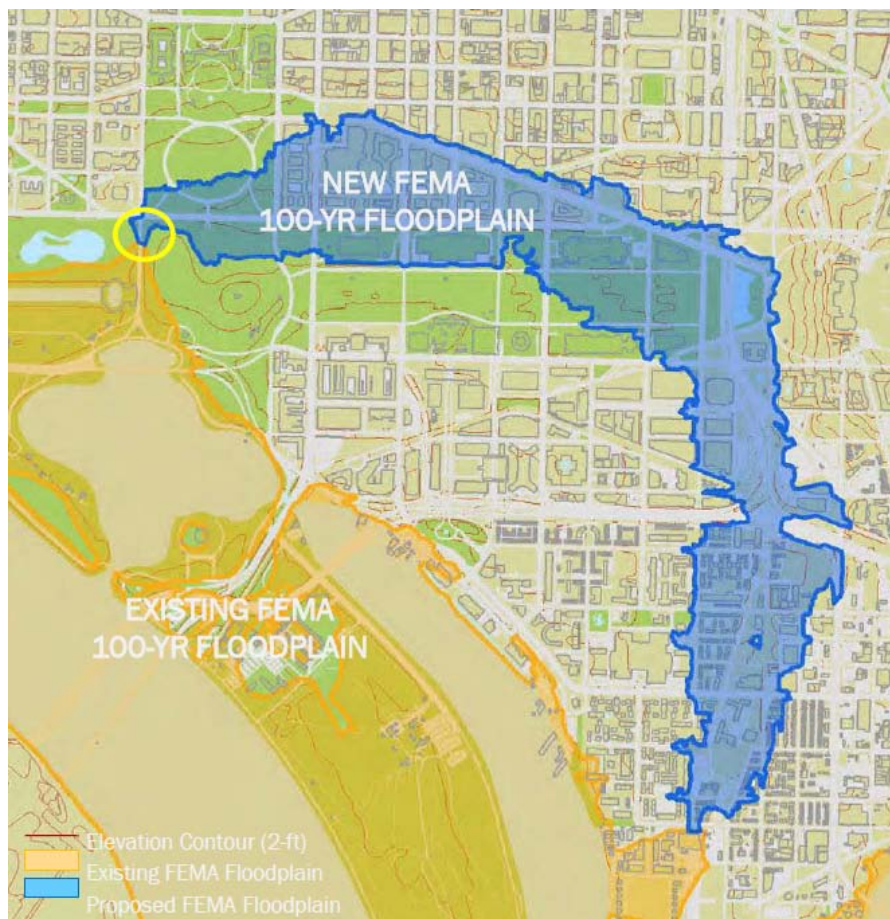 NEW FEMA
100-YR FLOODPLAIN
EXISTING FEMA
100-YR FLOODPLAIN
Elevation Contour (2-ft)
Existing FEMA Floodplain
Proposed FEMA Floodplain